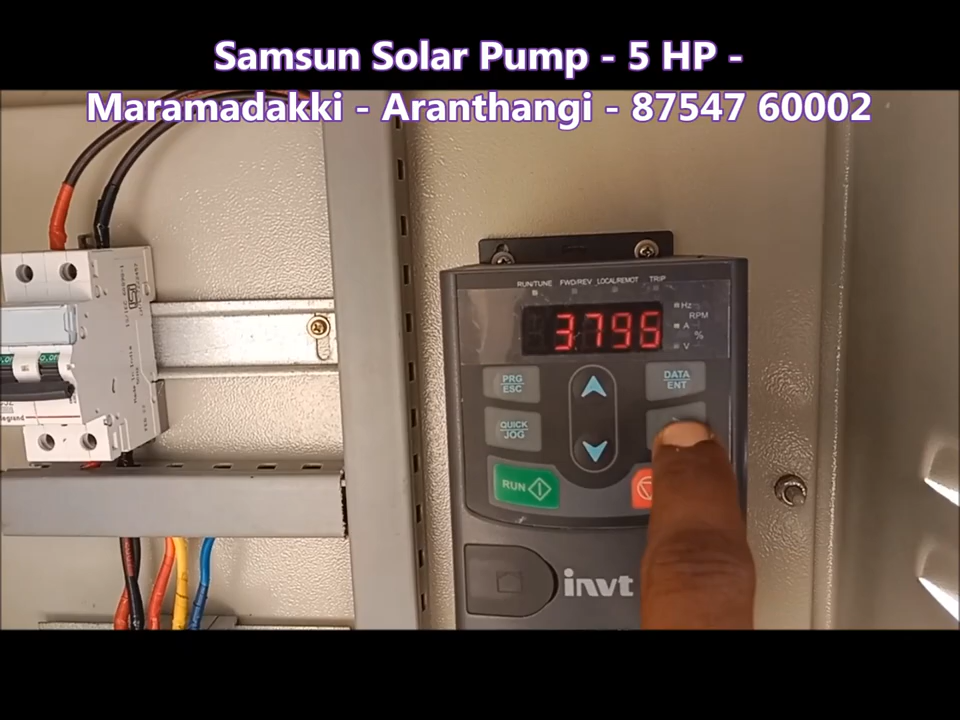 Samsun Solar Pump - 5 HP -
Maramadakki - Aranthangi - 87547 60002
RUN/TUNE FWD/REV LOCAL/REMOT TRIP
Hz
RPM
A
%
V
3796
PRG
ESC
DATA
ENT
QUICK
JOG
RUN
invt